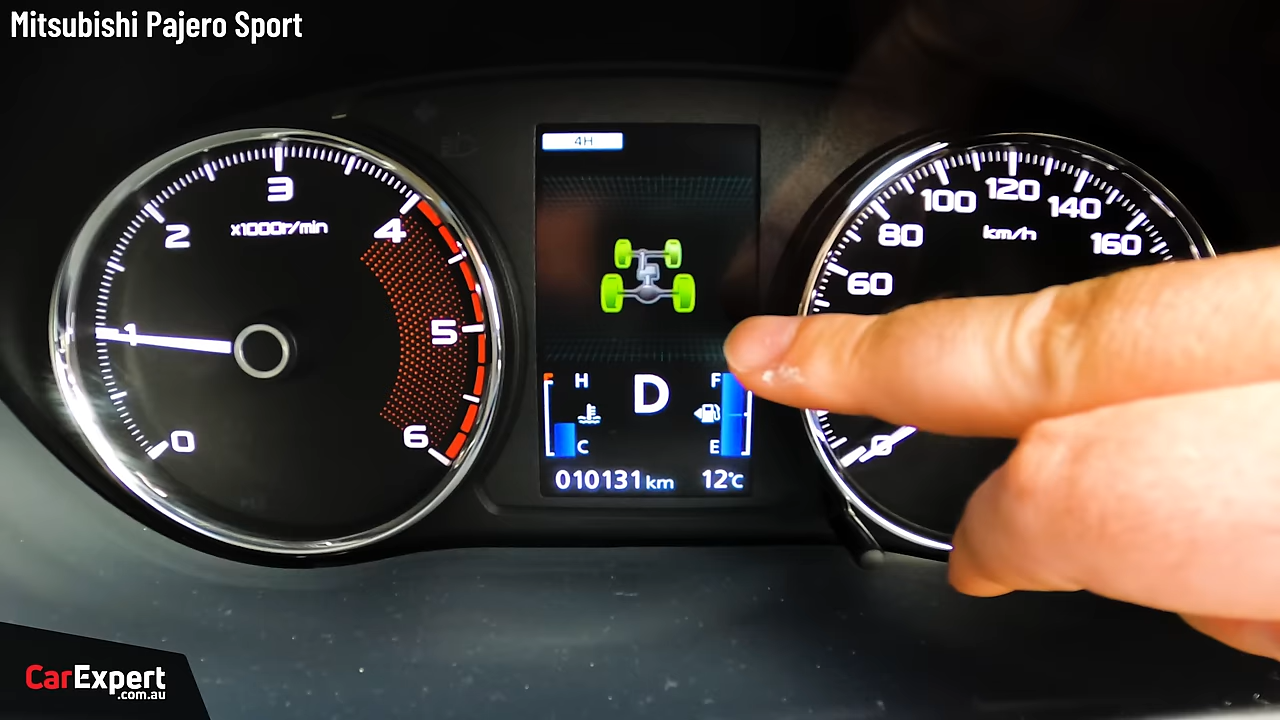 Mitsubishi Pajero Sport
4H
0
1
2
3
4
5
6
x1000r/min
H
C
D
F
E
010131 km
12°C
0
60
80
100
120
140
160
km/h
CarExpert
.com.au